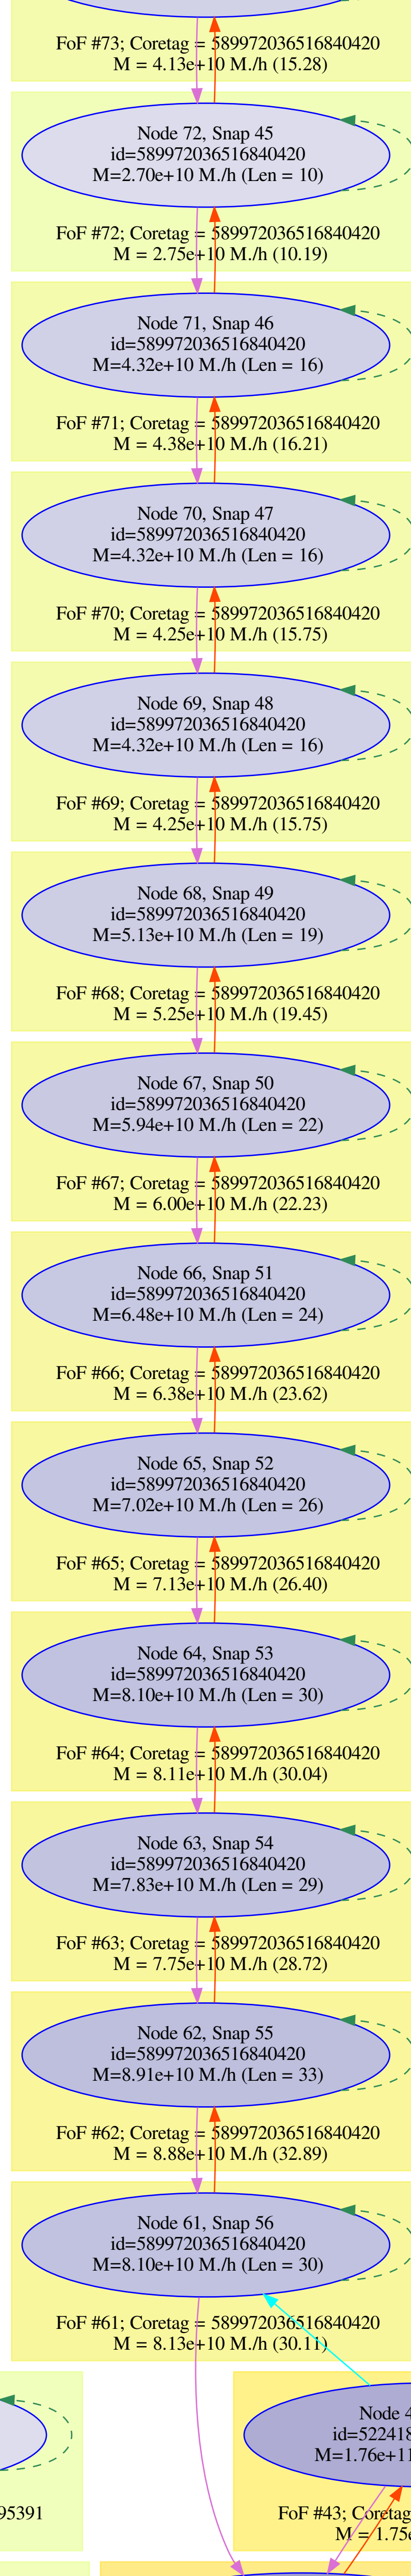 FoF #73; Coretag = 589972036516840420
M = 4.13e+10 M./h (15.28)
Node 72, Snap 45
id=589972036516840420
M=2.70e+10 M./h (Len = 10)
FoF #72; Coretag = 589972036516840420
M = 2.75e+10 M./h (10.19)
Node 71, Snap 46
id=589972036516840420
M=4.32e+10 M./h (Len = 16)
FoF #71; Coretag = 589972036516840420
M = 4.38e+10 M./h (16.21)
Node 70, Snap 47
id=589972036516840420
M=4.32e+10 M./h (Len = 16)
FoF #70; Coretag = 589972036516840420
M = 4.25e+10 M./h (15.75)
Node 69, Snap 48
id=589972036516840420
M=4.32e+10 M./h (Len = 16)
FoF #69; Coretag = 589972036516840420
M = 4.25e+10 M./h (15.75)
Node 68, Snap 49
id=589972036516840420
M=5.13e+10 M./h (Len = 19)
FoF #68; Coretag = 589972036516840420
M = 5.25e+10 M./h (19.45)
Node 67, Snap 50
id=589972036516840420
M=5.94e+10 M./h (Len = 22)
FoF #67; Coretag = 589972036516840420
M = 6.00e+10 M./h (22.23)
Node 66, Snap 51
id=589972036516840420
M=6.48e+10 M./h (Len = 24)
FoF #66; Coretag = 589972036516840420
M = 6.38e+10 M./h (23.62)
Node 65, Snap 52
id=589972036516840420
M=7.02e+10 M./h (Len = 26)
FoF #65; Coretag = 589972036516840420
M = 7.13e+10 M./h (26.40)
Node 64, Snap 53
id=589972036516840420
M=8.10e+10 M./h (Len = 30)
FoF #64; Coretag = 589972036516840420
M = 8.11e+10 M./h (30.04)
Node 63, Snap 54
id=589972036516840420
M=7.83e+10 M./h (Len = 29)
FoF #63; Coretag = 589972036516840420
M = 7.75e+10 M./h (28.72)
Node 62, Snap 55
id=589972036516840420
M=8.91e+10 M./h (Len = 33)
FoF #62; Coretag = 589972036516840420
M = 8.88e+10 M./h (32.89)
Node 61, Snap 56
id=589972036516840420
M=8.10e+10 M./h (Len = 30)
FoF #61; Coretag = 589972036516840420
M = 8.13e+10 M./h (30.11)
Node 4
id=522418
M=1.76e+11
95391
FoF #43; Coretag
M = 1.75e